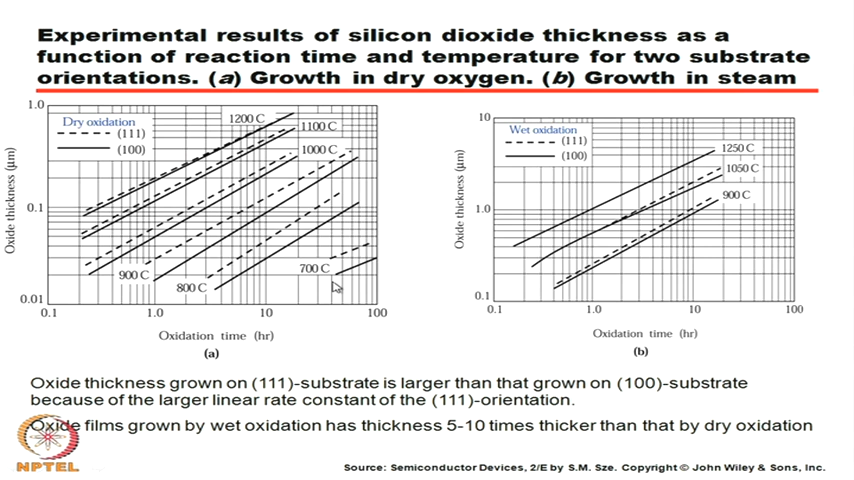 Experimental results of silicon dioxide thickness as a
function of reaction time and temperature for two substrate
orientations. (a) Growth in dry oxygen. (b) Growth in steam
1.0
0.1
0.01
Oxide thickness (μm)
Dry oxidation
(111)
(100)
1200 C
1100 C
1000 C
900 C
800 C
700 C
0.1
1.0
10
100
Oxidation time (hr)
(a)
10
1.0
0.1
Oxide thickness (μm)
Wet oxidation
(111)
(100)
1250 C
1050 C
900 C
0.1
1.0
10
100
Oxidation time (hr)
(b)
Oxide thickness grown on (111)-substrate is larger than that grown on (100)-substrate
because of the larger linear rate constant of the (111)-orientation.
Oxide films grown by wet oxidation has thickness 5-10 times thicker than that by dry oxidation
NPTEL
Source: Semiconductor Devices, 2/E by S.M. Sze. Copyright © John Wiley & Sons, Inc.